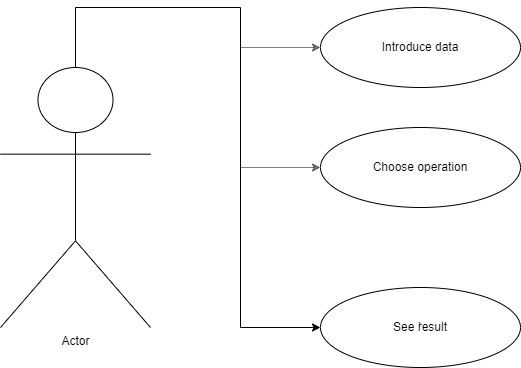 Introduce data
Choose operation
See result
Actor